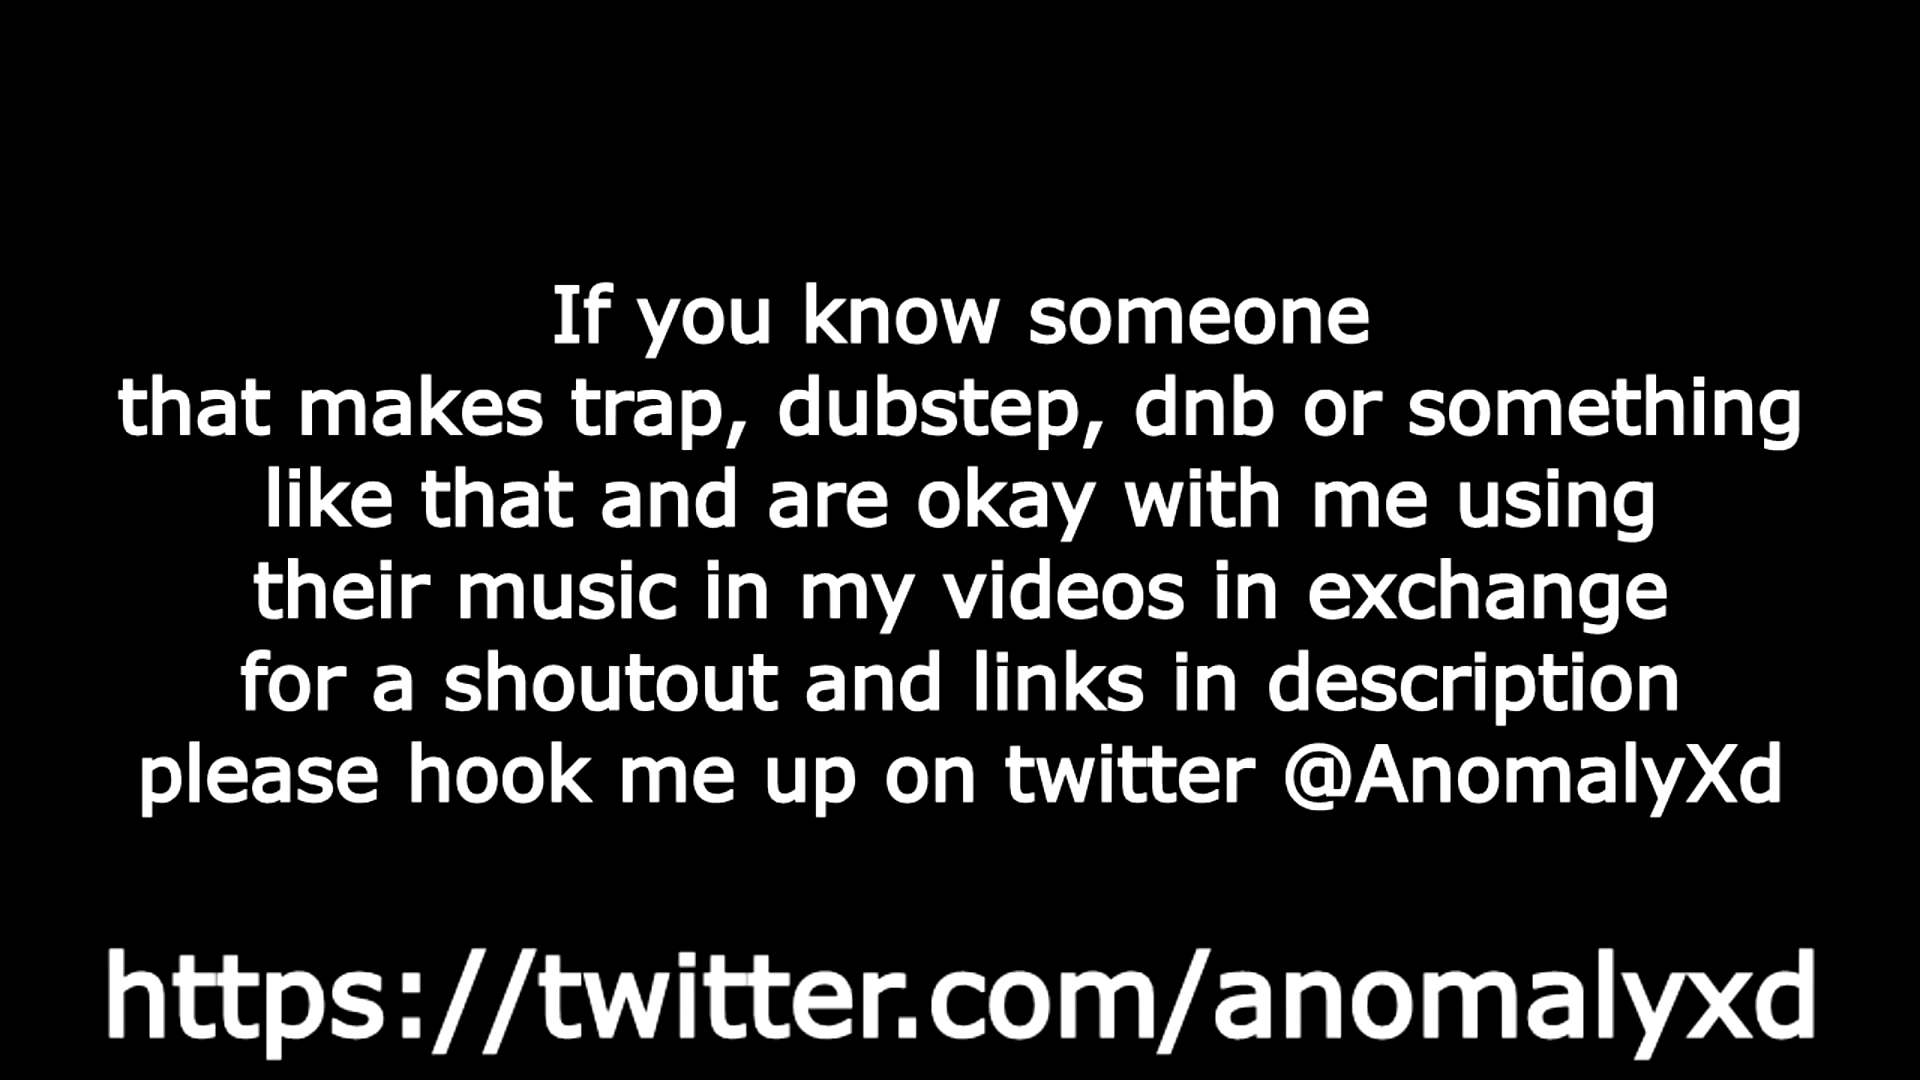 If you know someone
that makes trap, dubstep, dnb or something
like that and are okay with me using
their music in my videos in exchange
for a shoutout and links in description
please hook me up on twitter @AnomalyXd
https://twitter.com/anomalyxd